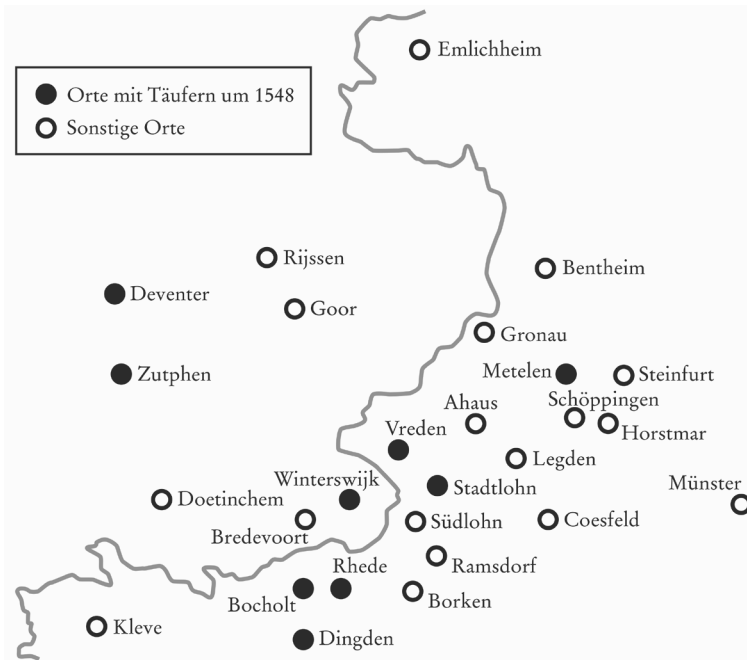 Emlichheim
Orte mit Täufern um 1548
Sonstige Orte
Rijssen
Bentheim
Deventer
Goor
Gronau
Zutphen
Metelen
Steinfurt
Ahaus
Schöppingen
Vreden
Horstmar
Legden
Winterswijk
Stadtlohn
Münster
Doetinchem
Bredevoort
Südlohn
Coesfeld
Rhede
Ramsdorf
Bocholt
Borken
Kleve
Dingden